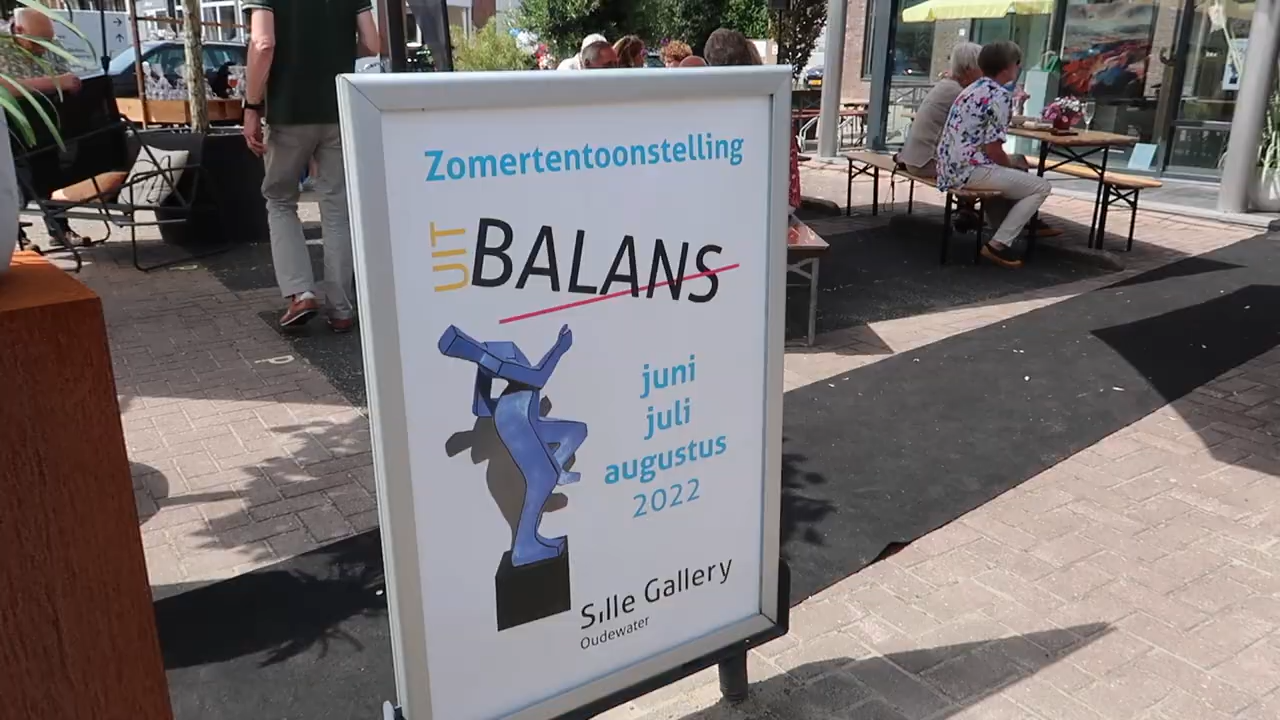 Zomertentoonstelling
UIT BALANS
juni
juli
augustus
2022
Sille Gallery
Oudewater